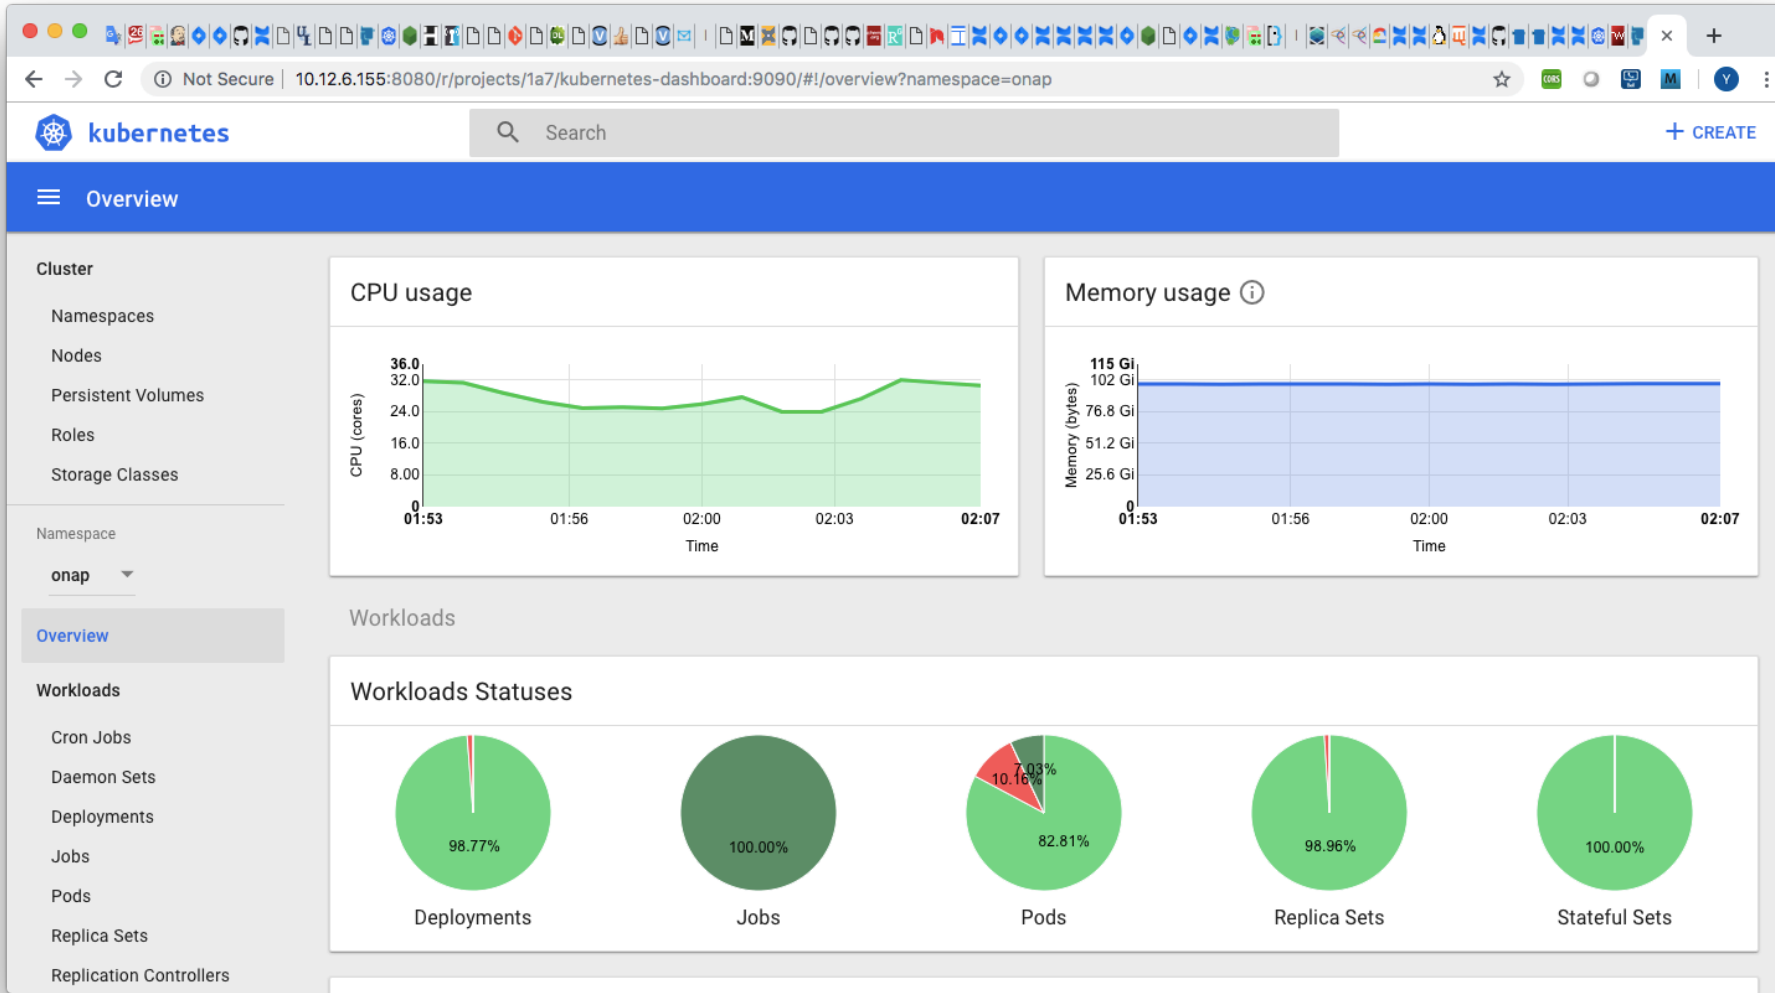 Not Secure 10.12.6.155:8080/r/projects/1a7/kubernetes-dashboard:9090/#!/overview?namespace=onap
CORS
M
Y
kubernetes
Search
+ CREATE
Overview
Cluster
Namespaces
Nodes
Persistent Volumes
Roles
Storage Classes
Namespace
onap
Overview
Workloads
Cron Jobs
Daemon Sets
Deployments
Jobs
Pods
Replica Sets
Replication Controllers
CPU usage
CPU (cores)
36.0
32.0
24.0
16.0
8.00
0
01:53 01:56 02:00 02:03 02:07
Time
Memory usage
Memory (bytes)
115 Gi
102 Gi
76.8 Gi
51.2 Gi
25.6 Gi
0
01:53 01:56 02:00 02:03 02:07
Time
Workloads
Workloads Statuses
98.77%
Deployments
100.00%
Jobs
7.03%
10.16%
82.81%
Pods
98.96%
Replica Sets
100.00%
Stateful Sets